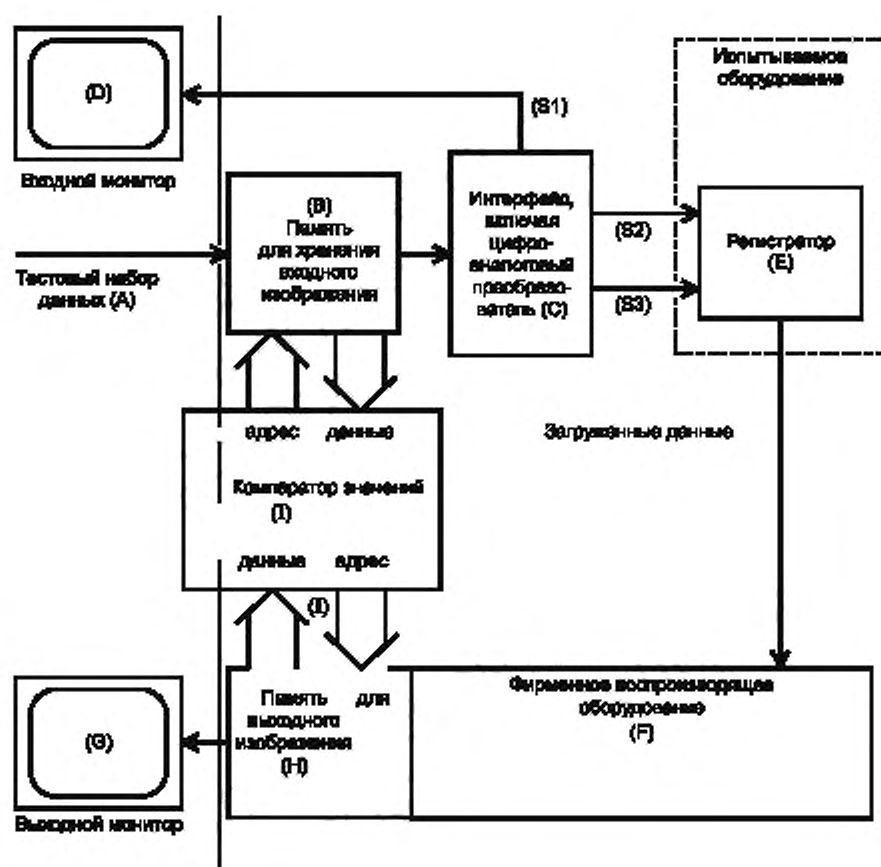 (D)
Входной монитор
(S1)
Испытываемое
оборудование
Тестовый набор
данных (A)
(B)
Память
для хранения
входного
изображения
Интерфейс,
включая
цифро-
аналоговый
преобразо-
ватель (C)
(S2)
(S3)
Регистратор
(E)
адрес данные
Компаратор значений
(I)
данные адрес
Загруженные данные
(I)
(G)
Выходной монитор
Память для
выходного
изображения
(H)
Фирменное воспроизводящее
оборудование
(F)